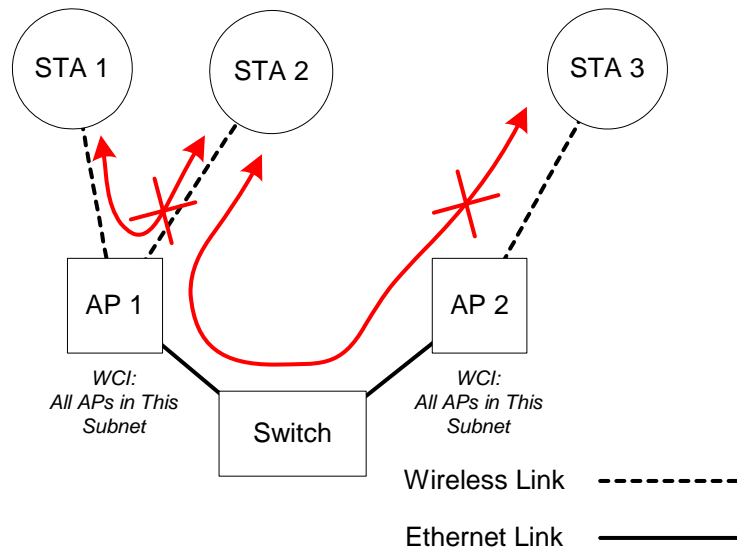 STA 1
STA 2
STA 3
AP 1
AP 2
WCI:
All APs in This
Subnet
WCI:
All APs in This
Subnet
Switch
Wireless Link
Ethernet Link